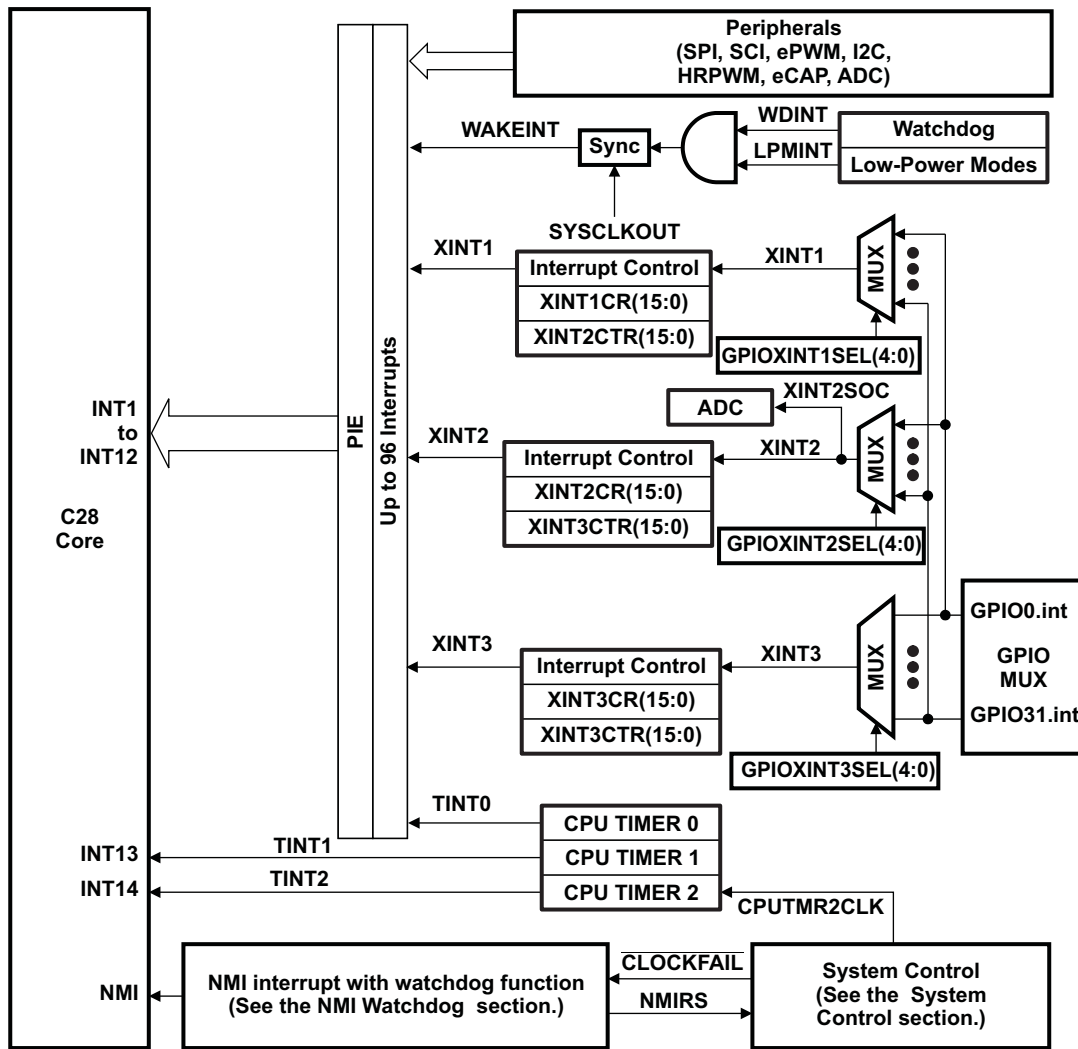 Peripherals
(SPI, SCI, ePWM, I2C,
HRPWM, eCAP, ADC)
WDINT
Watchdog
WAKEINT
Sync
LPMINT
Low-Power Modes
SYSCLKOUT
XINT1
Interrupt Control
XINT1CR(15:0)
XINT2CTR(15:0)
XINT1
MUX
GPIOXINT1SEL(4:0)
INT1
to
INT12
C28
Core
PIE
Up to 96 Interrupts
ADC
XINT2SOC
XINT2
Interrupt Control
XINT2CR(15:0)
XINT3CTR(15:0)
XINT2
MUX
GPIOXINT2SEL(4:0)
XINT3
Interrupt Control
XINT3CR(15:0)
XINT3CTR(15:0)
XINT3
MUX
GPIOXINT3SEL(4:0)
GPIO0.int
GPIO
MUX
GPIO31.int
TINT0
CPU TIMER 0
INT13
TINT1
CPU TIMER 1
INT14
TINT2
CPU TIMER 2
CPUTMR2CLK
NMI
NMI interrupt with watchdog function
(See the NMI Watchdog section.)
CLOCKFAIL
NMIRS
System Control
(See the System
Control section.)